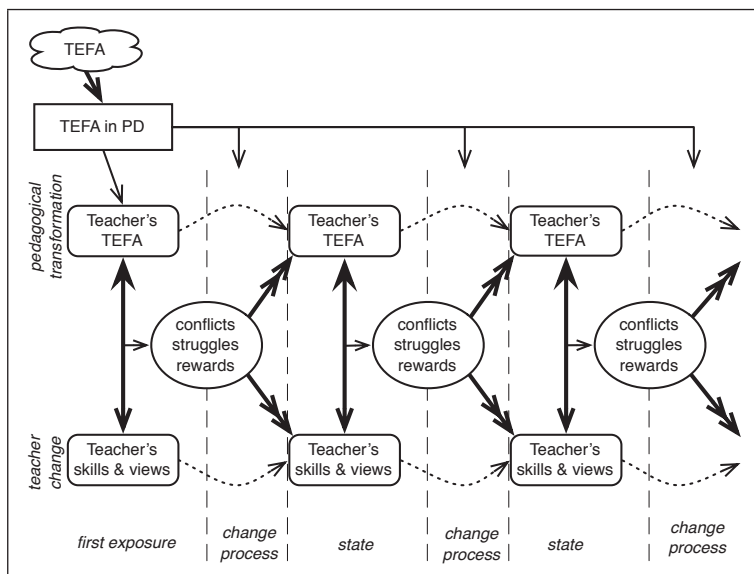 TEFA
TEFA in PD
pedagogical
transformation
Teacher's
TEFA
Teacher's
TEFA
Teacher's
TEFA
conflicts
struggles
rewards
conflicts
struggles
rewards
conflicts
struggles
rewards
teacher
change
Teacher's
skills & views
Teacher's
skills & views
Teacher's
skills & views
first exposure
change
process
state
change
process
state
change
process